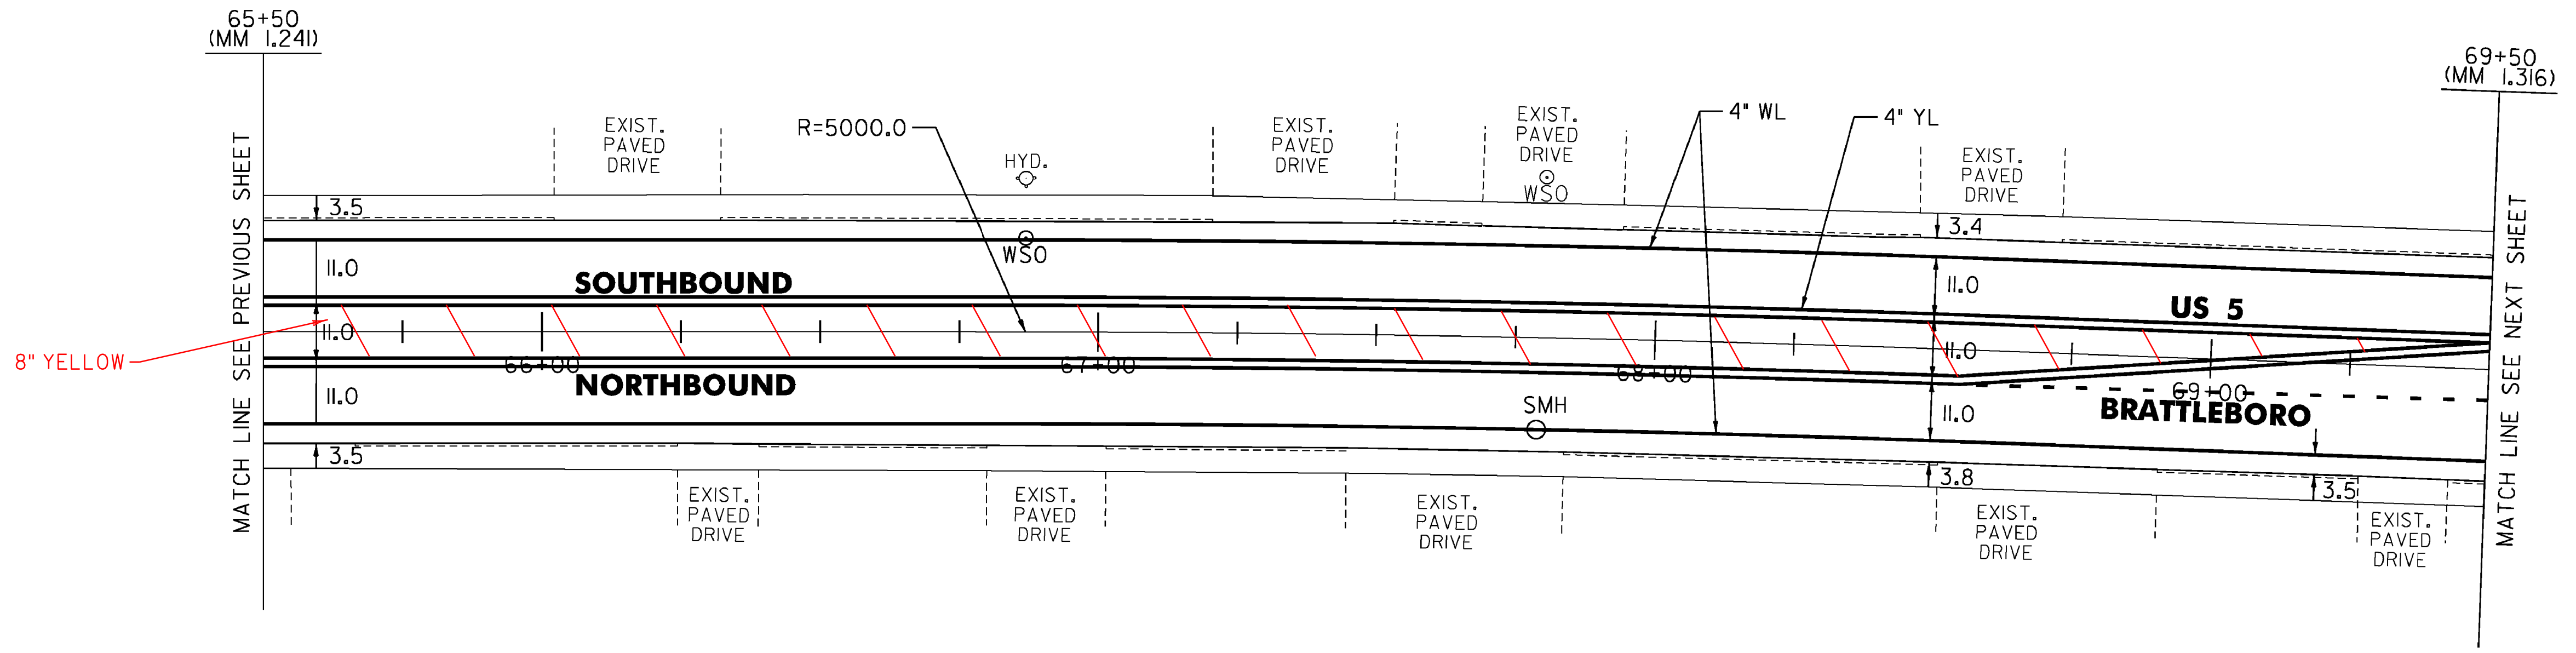 65+50
(MM 1.241)
69+50
(MM 1.316)
MATCH LINE SEE PREVIOUS SHEET
EXIST.
PAVED
DRIVE
R=5000.0
HYD.
EXIST.
PAVED
DRIVE
EXIST.
PAVED
DRIVE
WSO
4" WL
4" YL
EXIST.
PAVED
DRIVE
MATCH LINE SEE NEXT SHEET
3.5
3.4
WSO
11.0
SOUTHBOUND
11.0
US 5
8" YELLOW
11.0
66+00
67+00
68+00
11.0
69+00
NORTHBOUND
11.0
SMH
11.0
BRATTLEBORO
3.5
3.8
3.5
EXIST.
PAVED
DRIVE
EXIST.
PAVED
DRIVE
EXIST.
PAVED
DRIVE
EXIST.
PAVED
DRIVE
EXIST.
PAVED
DRIVE